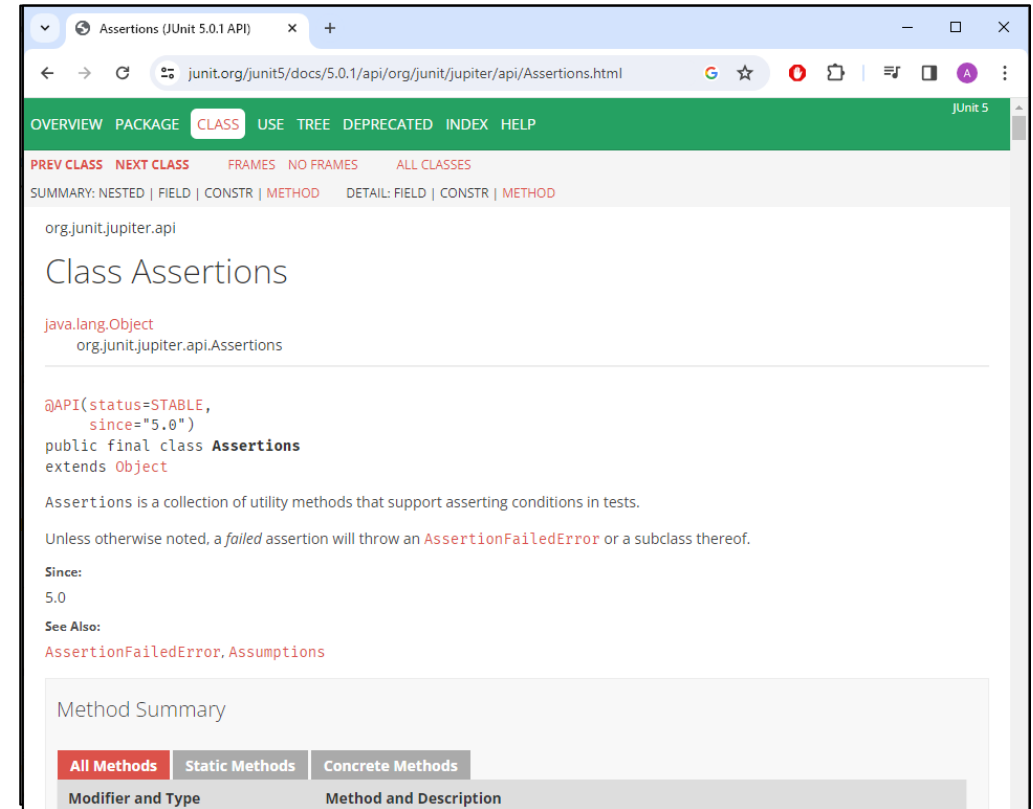 Assertions (JUnit 5.0.1 API)
junit.org/junit5/docs/5.0.1/api/org/junit/jupiter/api/Assertions.html
A
JUnit 5
OVERVIEW PACKAGE CLASS USE TREE DEPRECATED INDEX HELP
PREV CLASS NEXT CLASS FRAMES NO FRAMES ALL CLASSES
SUMMARY: NESTED | FIELD | CONSTR | METHOD DETAIL: FIELD | CONSTR | METHOD
org.junit.jupiter.api
Class Assertions
java.lang.Object
org.junit.jupiter.api.Assertions
@API(status=STABLE,
since="5.0")
public final class Assertions
extends Object
Assertions is a collection of utility methods that support asserting conditions in tests.
Unless otherwise noted, a failed assertion will throw an AssertionFailedError or a subclass thereof.
Since:
5.0
See Also:
AssertionFailedError, Assumptions
Method Summary
All Methods Static Methods Concrete Methods
Modifier and Type Method and Description